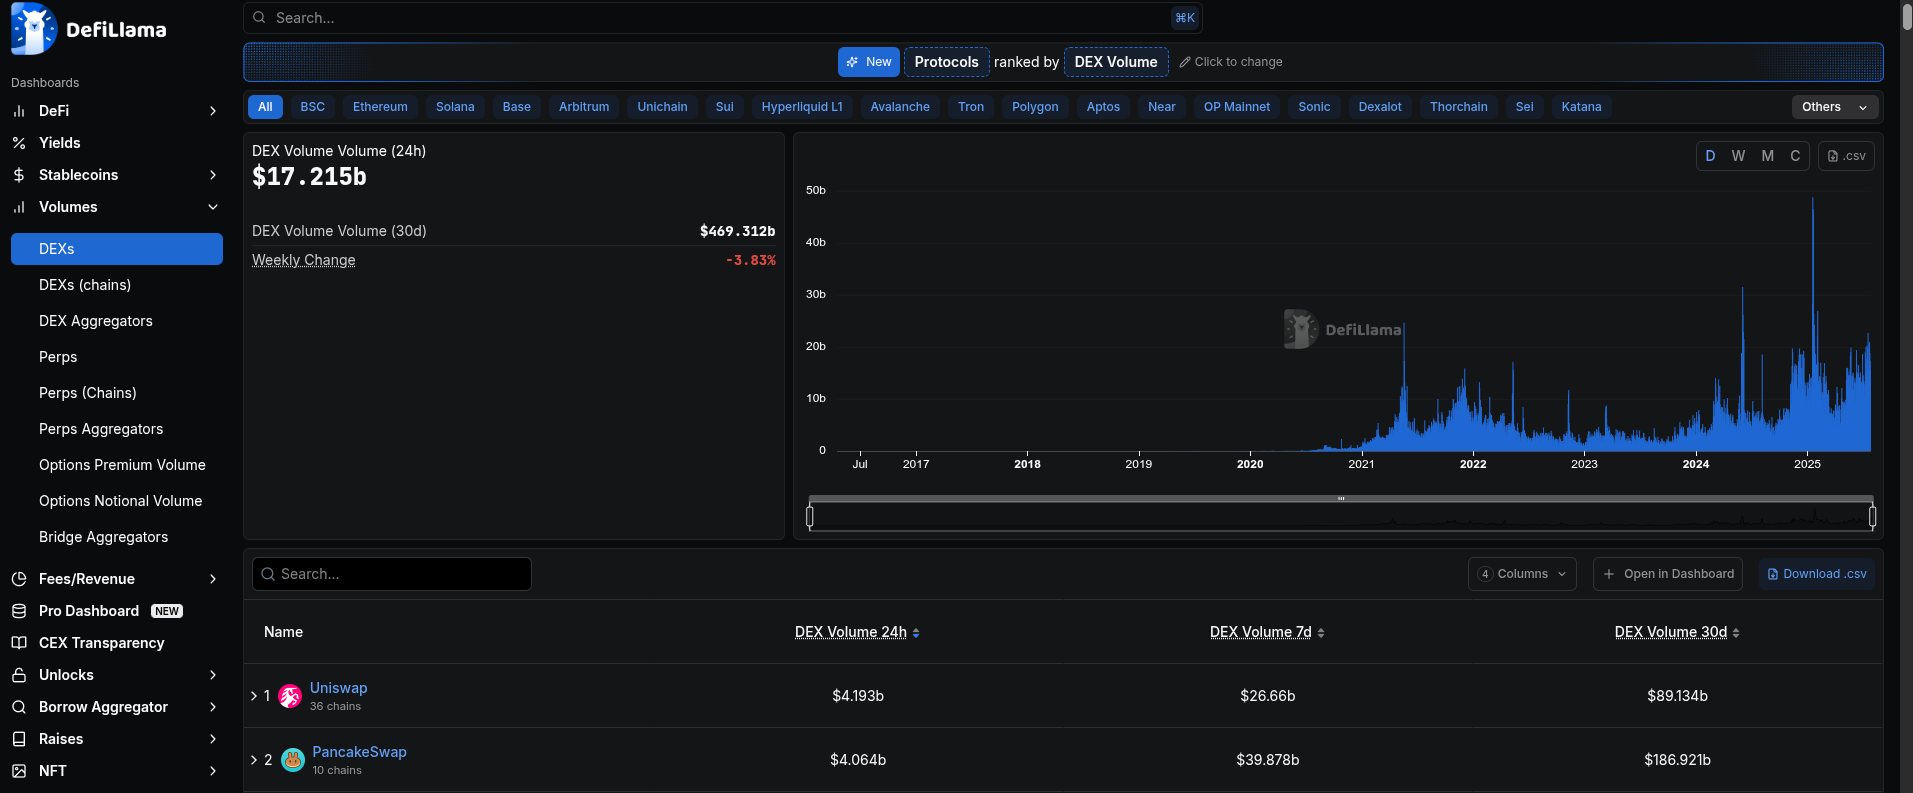 DefiLlama
Search...
⌘K
New Protocols ranked by DEX Volume Click to change
Dashboards
DeFi
Yields
Stablecoins
Volumes
DEXs
DEXs (chains)
DEX Aggregators
Perps
Perps (Chains)
Perps Aggregators
Options Premium Volume
Options Notional Volume
Bridge Aggregators
Fees/Revenue
Pro Dashboard NEW
CEX Transparency
Unlocks
Borrow Aggregator
Raises
NFT
All BSC Ethereum Solana Base Arbitrum Unichain Sui Hyperliquid L1 Avalanche Tron Polygon Aptos Near OP Mainnet Sonic Dexalot Thorchain Sei Katana Others
DEX Volume Volume (24h)
$17.215b
DEX Volume Volume (30d) $469.312b
Weekly Change -3.83%
D W M C .csv
50b
40b
30b
20b
10b
0
DefiLlama
Jul 2017 2018 2019 2020 2021 2022 2023 2024 2025
Search...
4 Columns Open in Dashboard Download .csv
Name DEX Volume 24h DEX Volume 7d DEX Volume 30d
1 Uniswap $4.193b $26.66b $89.134b
36 chains
2 PancakeSwap $4.064b $39.878b $186.921b
10 chains